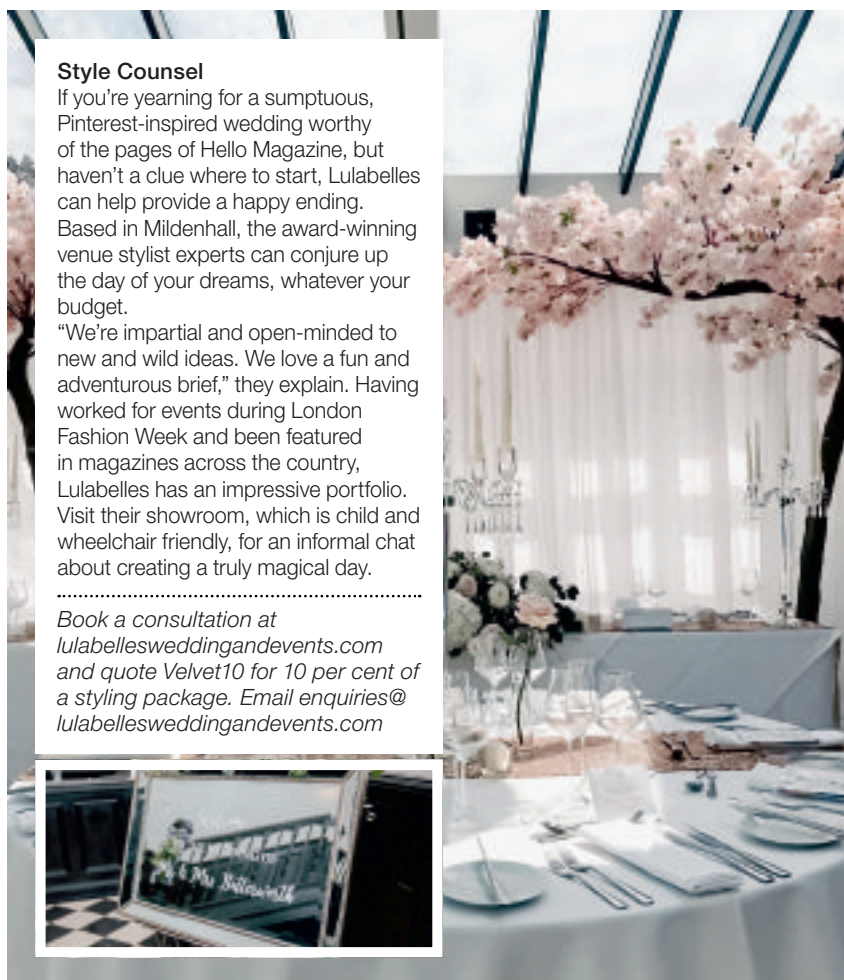 Style Counsel
If you’re yearning for a sumptuous,
Pinterest-inspired wedding worthy
of the pages of Hello Magazine, but
haven’t a clue where to start, Lulabelles
can help provide a happy ending.
Based in Mildenhall, the award-winning
venue stylist experts can conjure up
the day of your dreams, whatever your
budget.
“We’re impartial and open-minded to
new and wild ideas. We love a fun and
adventurous brief,” they explain. Having
worked for events during London
Fashion Week and been featured
in magazines across the country,
Lulabelles has an impressive portfolio.
Visit their showroom, which is child and
wheelchair friendly, for an informal chat
about creating a truly magical day.
Book a consultation at
lulabellesweddingandevents.com
and quote Velvet10 for 10 per cent of
a styling package. Email enquiries@
lulabellesweddingandevents.com
& Mrs Butterworth